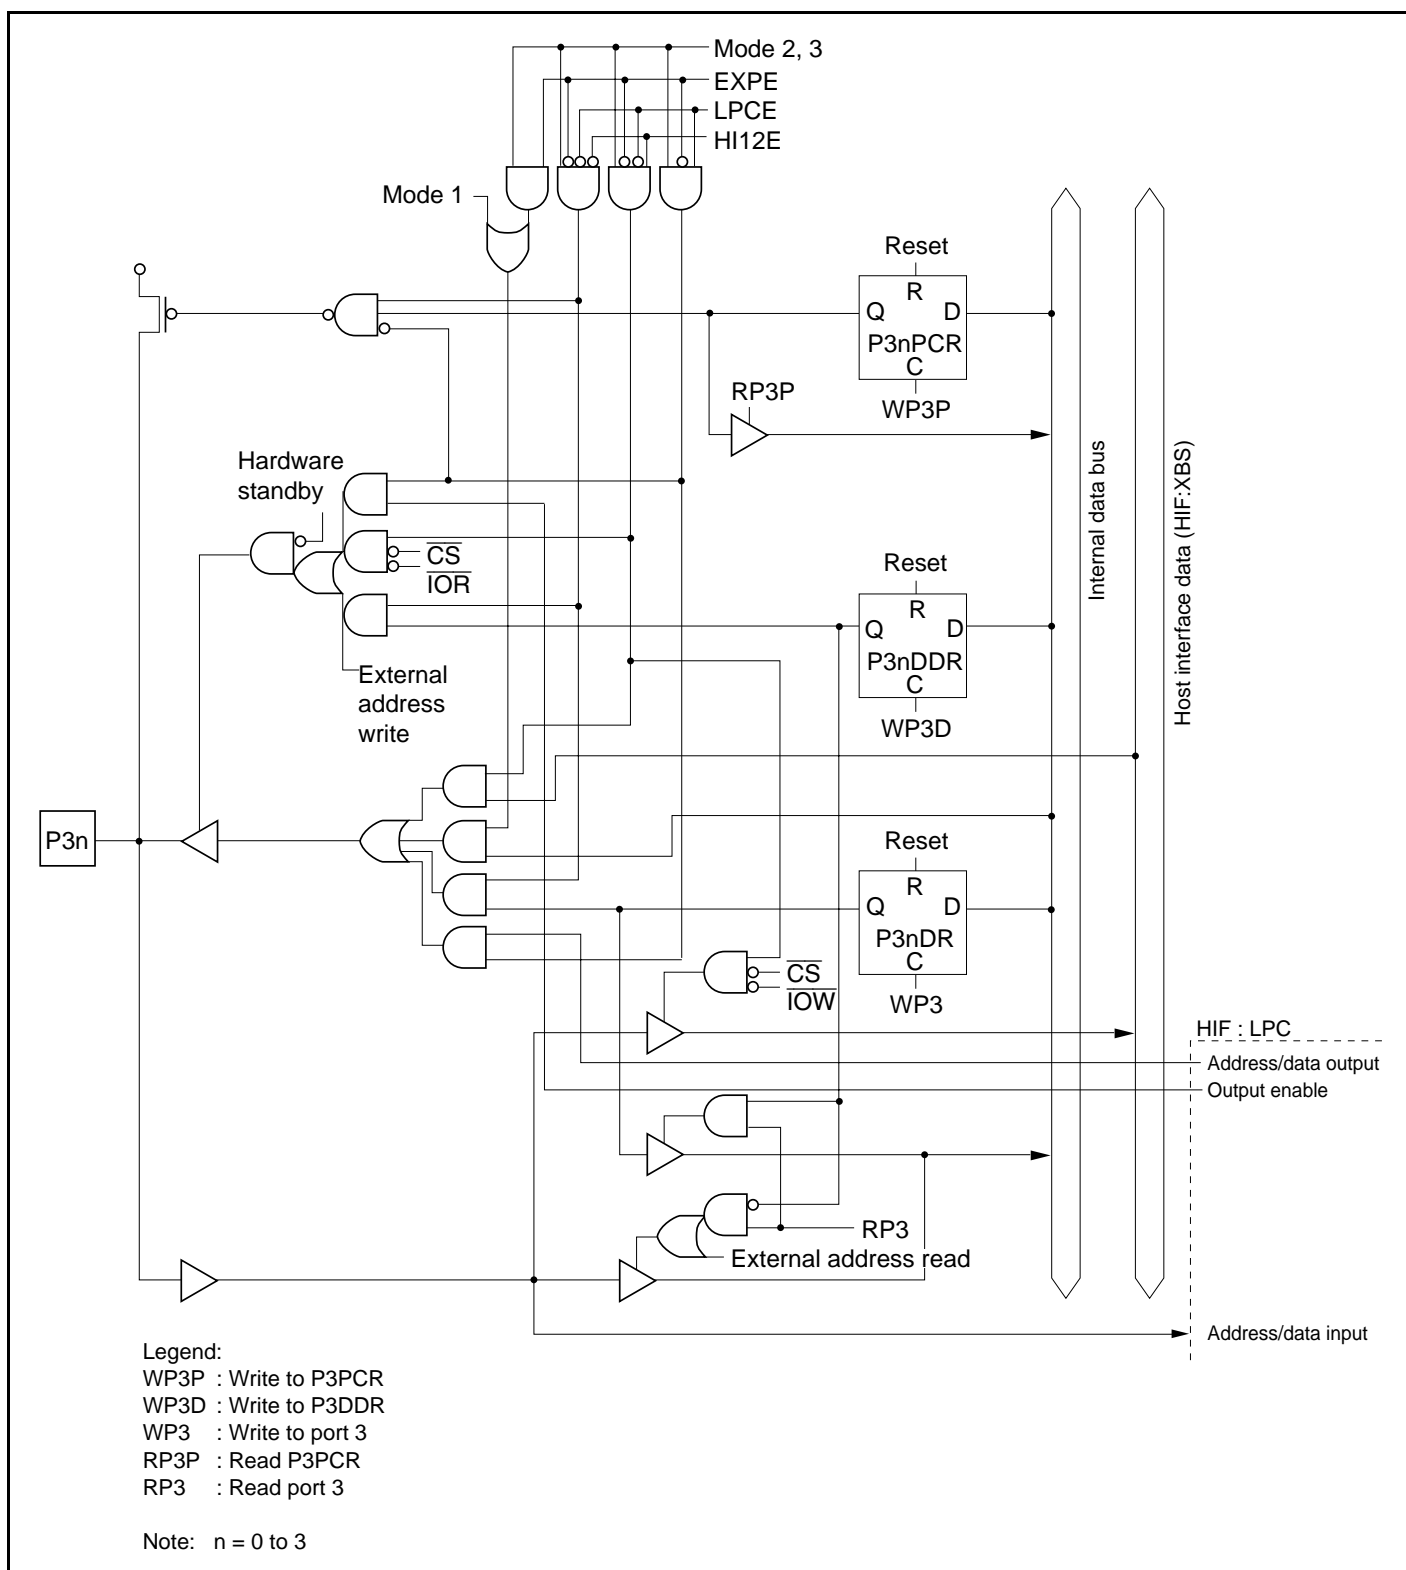 Mode 2, 3
EXPE
LPCE
HI12E
Mode 1
Reset
R
Q D
P3nPCR
C
WP3P
RP3P
Internal data bus
Host interface data (HIF:XBS)
Hardware
standby
CS
IOR
External
address
write
Reset
R
Q D
P3nDDR
C
WP3D
P3n
Reset
R
Q D
P3nDR
C
WP3
CS
IOW
HIF : LPC
Address/data output
Output enable
RP3
External address read
Address/data input
Legend:
WP3P : Write to P3PCR
WP3D : Write to P3DDR
WP3 : Write to port 3
RP3P : Read P3PCR
RP3 : Read port 3
Note: n = 0 to 3